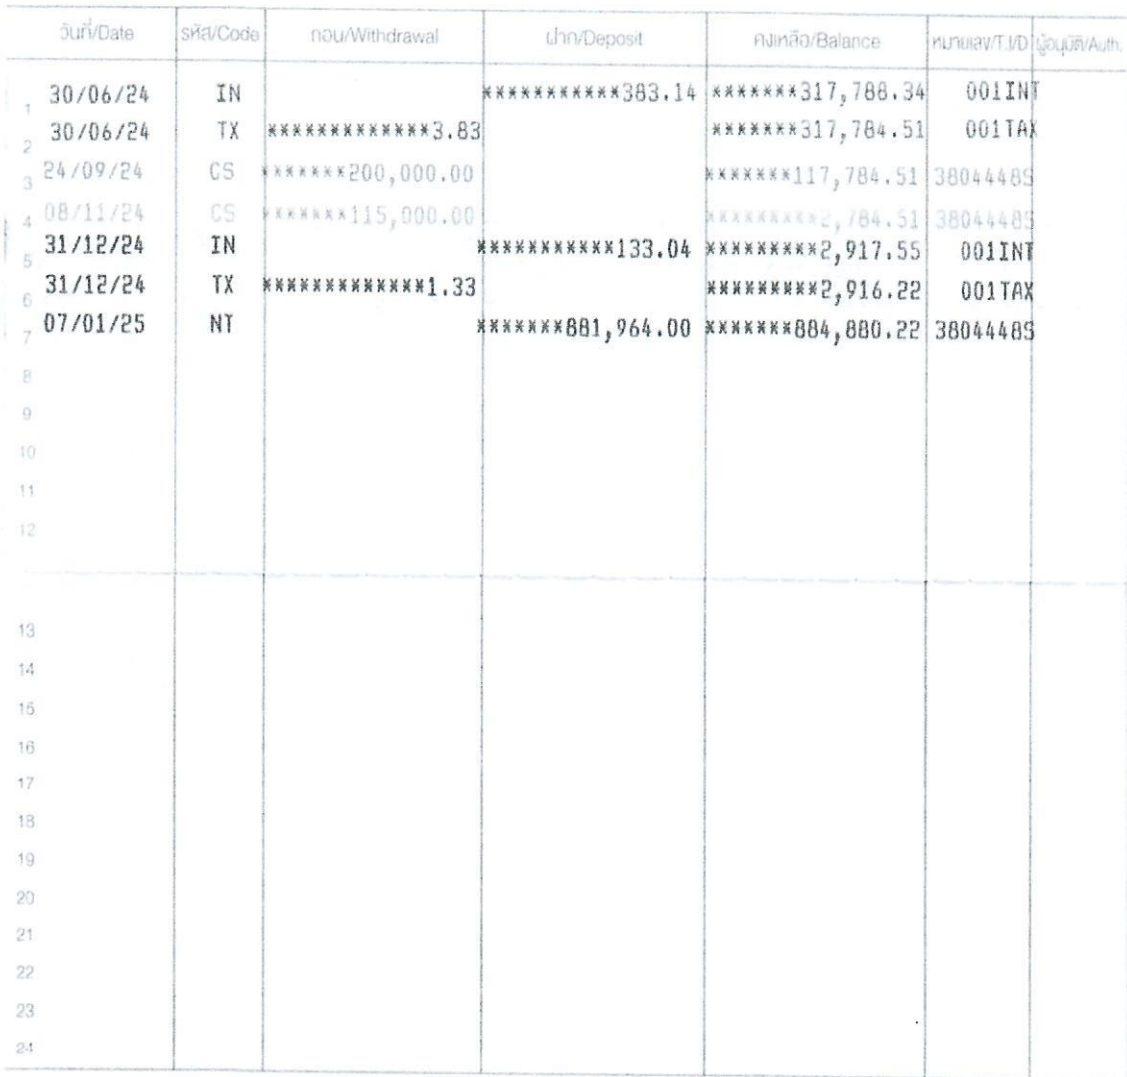 วันที่/Date รหัส/Code ถอน/Withdrawal ฝาก/Deposit คงเหลือ/Balance หมายเลข/T.I/D ผู้อนุมัติ/Auth.
1 30/06/24 IN ***********383.14 *******317,788.34 001INT
2 30/06/24 TX *************3.83 *******317,784.51 001TAX
3 24/09/24 CS *******200,000.00 *******117,784.51 3804448S
4 08/11/24 CS *******115,000.00 *********2,784.51 3804448S
5 31/12/24 IN ***********133.04 *********2,917.55 001INT
6 31/12/24 TX *************1.33 *********2,916.22 001TAX
7 07/01/25 NT *******881,964.00 *******884,880.22 3804448S
8
9
10
11
12
13
14
15
16
17
18
19
20
21
22
23
24